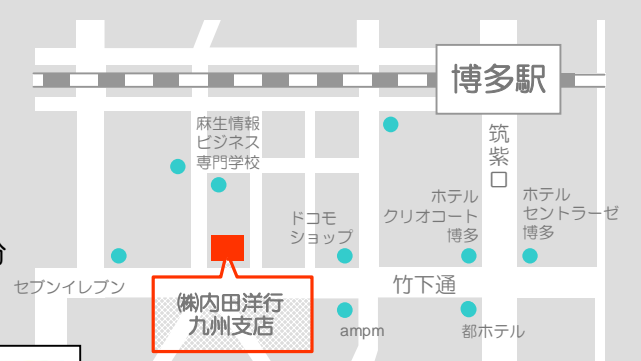 博多駅
筑紫口
麻生情報
ビジネス
専門学校
ホテル
クリオコート
博多
ホテル
セントラーゼ
博多
ドコモ
ショップ
分
セブンイレブン
竹下通
㈱内田洋行
九州支店
ampm
都ホテル